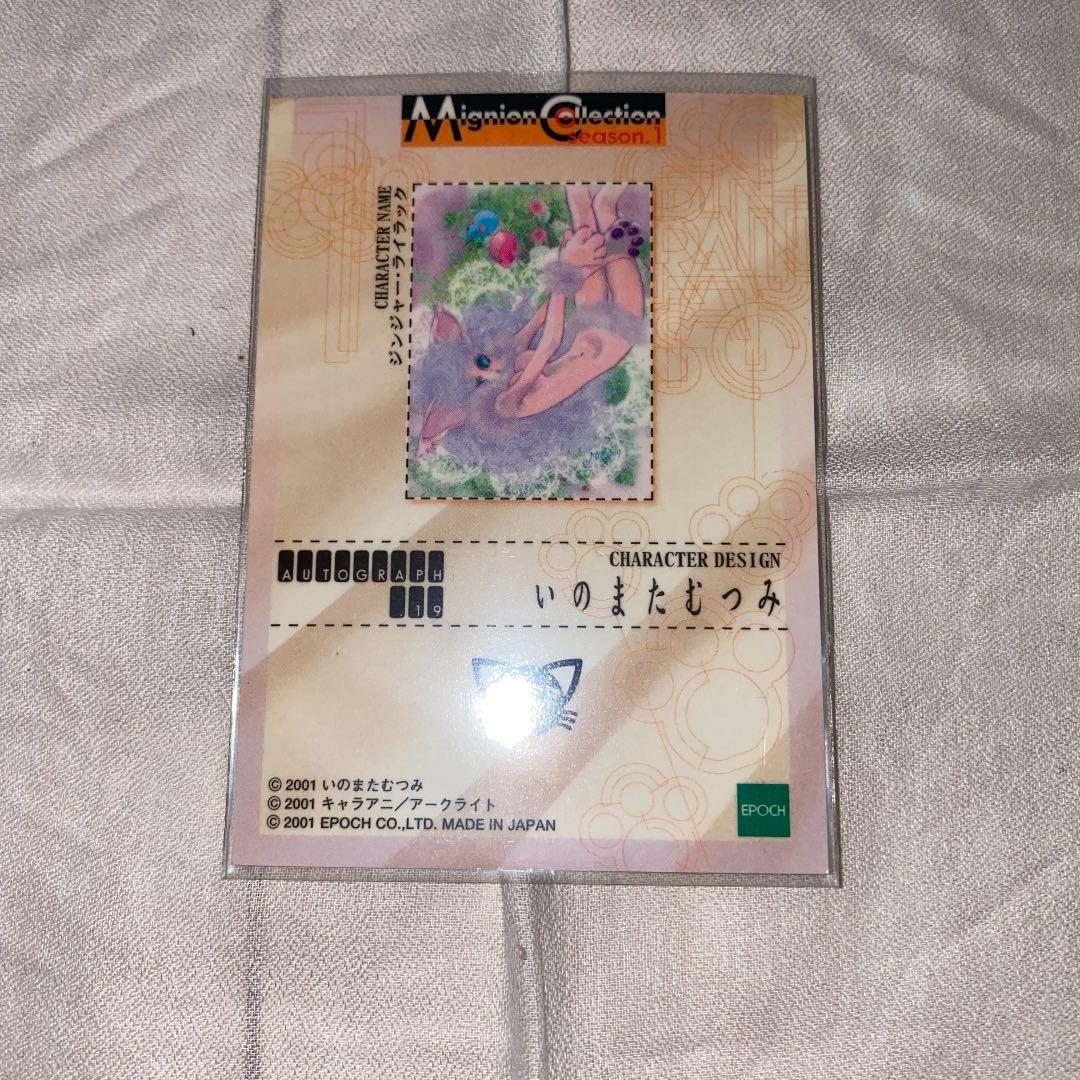 Mignion Collection
season.1
CHARACTER NAME
ジンジャー・ライラック
AUTOGRAPH
.19
CHARACTER DESIGN
いのまたむつみ
© 2001 いのまたむつみ
© 2001 キャラアニ／アークライト
© 2001 EPOCH CO.,LTD. MADE IN JAPAN
EPOCH